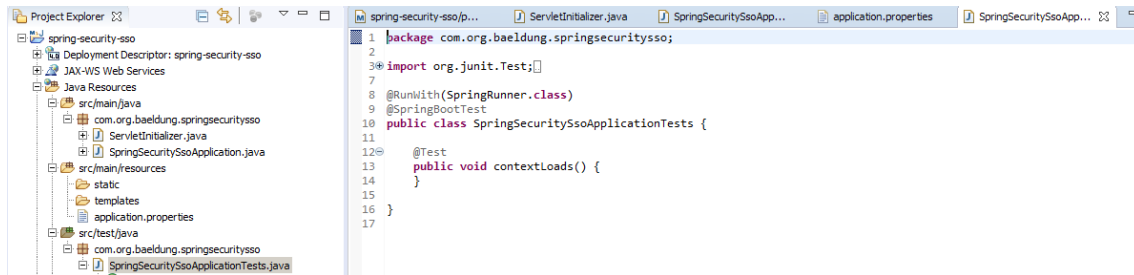 Project Explorer
spring-security-sso
Deployment Descriptor: spring-security-sso
JAX-WS Web Services
Java Resources
src/main/java
com.org.baeldung.springsecuritysso
ServletInitializer.java
SpringSecuritySsoApplication.java
src/main/resources
static
templates
application.properties
src/test/java
com.org.baeldung.springsecuritysso
SpringSecuritySsoApplicationTests.java
spring-security-sso/p... ServletInitializer.java SpringSecuritySsoApp... application.properties SpringSecuritySsoApp...
1 package com.org.baeldung.springsecuritysso;
2
3 import org.junit.Test;
7
8 @RunWith(SpringRunner.class)
9 @SpringBootTest
10 public class SpringSecuritySsoApplicationTests {
11
12 @Test
13 public void contextLoads() {
14 }
15
16 }
17